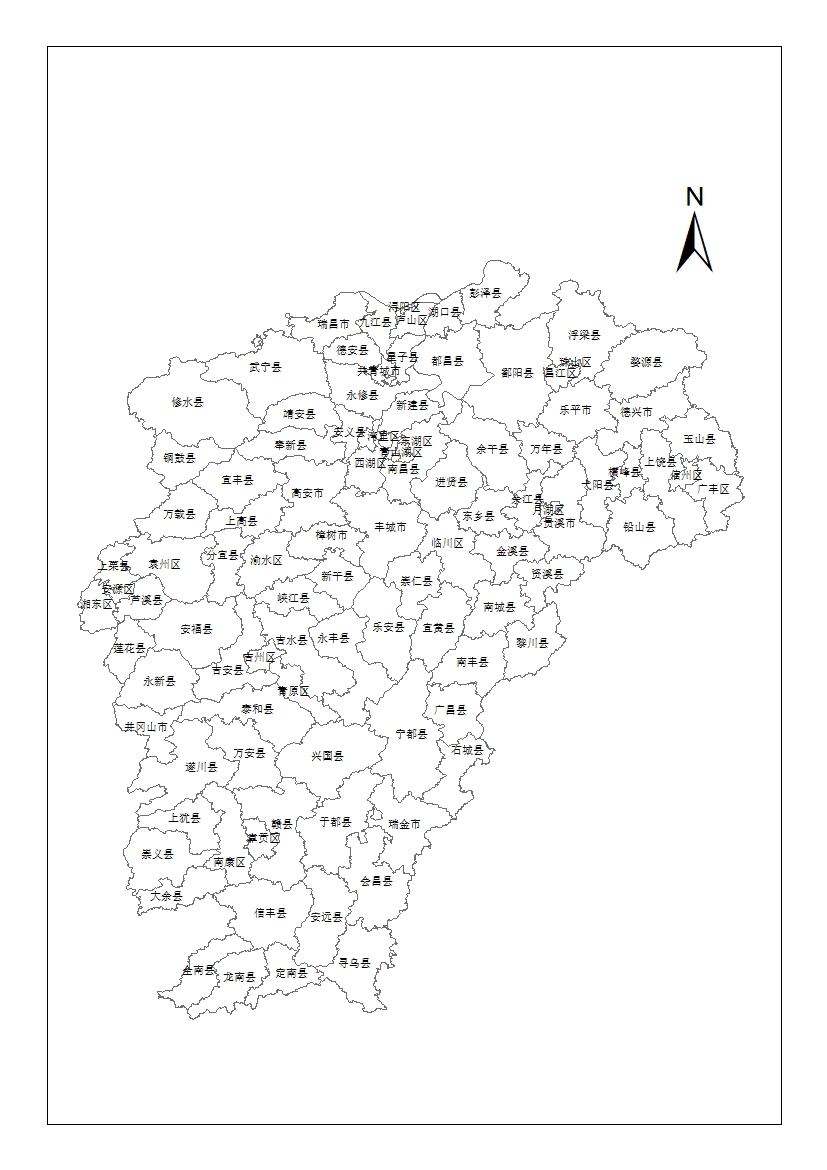 N
彭泽县
浔阳区
湖口县
庐山区
九江县
瑞昌市
浮梁县
德安县
星子县
都昌县
珠山区
婺源县
武宁县
共青城市
鄱阳县
昌江区
永修县
修水县
新建县
乐平市
德兴市
靖安县
安义县
湾里区
东湖区
玉山县
奉新县
青山湖区
余干县
万年县
铜鼓县
西湖区
南昌县
上饶县
横峰县
信州区
宜丰县
进贤县
弋阳县
广丰区
高安市
余江县
月湖区
万载县
上高县
东乡县
贵溪市
丰城市
铅山县
樟树市
临川区
金溪县
分宜县
渝水区
上栗县
袁州区
新干县
崇仁县
资溪县
安源区
芦溪县
湘东区
峡江县
南城县
安福县
乐安县
宜黄县
吉水县
永丰县
黎川县
莲花县
吉州区
南丰县
吉安县
永新县
青原区
泰和县
广昌县
井冈山市
宁都县
石城县
万安县
兴国县
遂川县
上犹县
赣县
于都县
瑞金市
章贡区
崇义县
南康区
会昌县
大余县
信丰县
安远县
寻乌县
全南县
龙南县
定南县